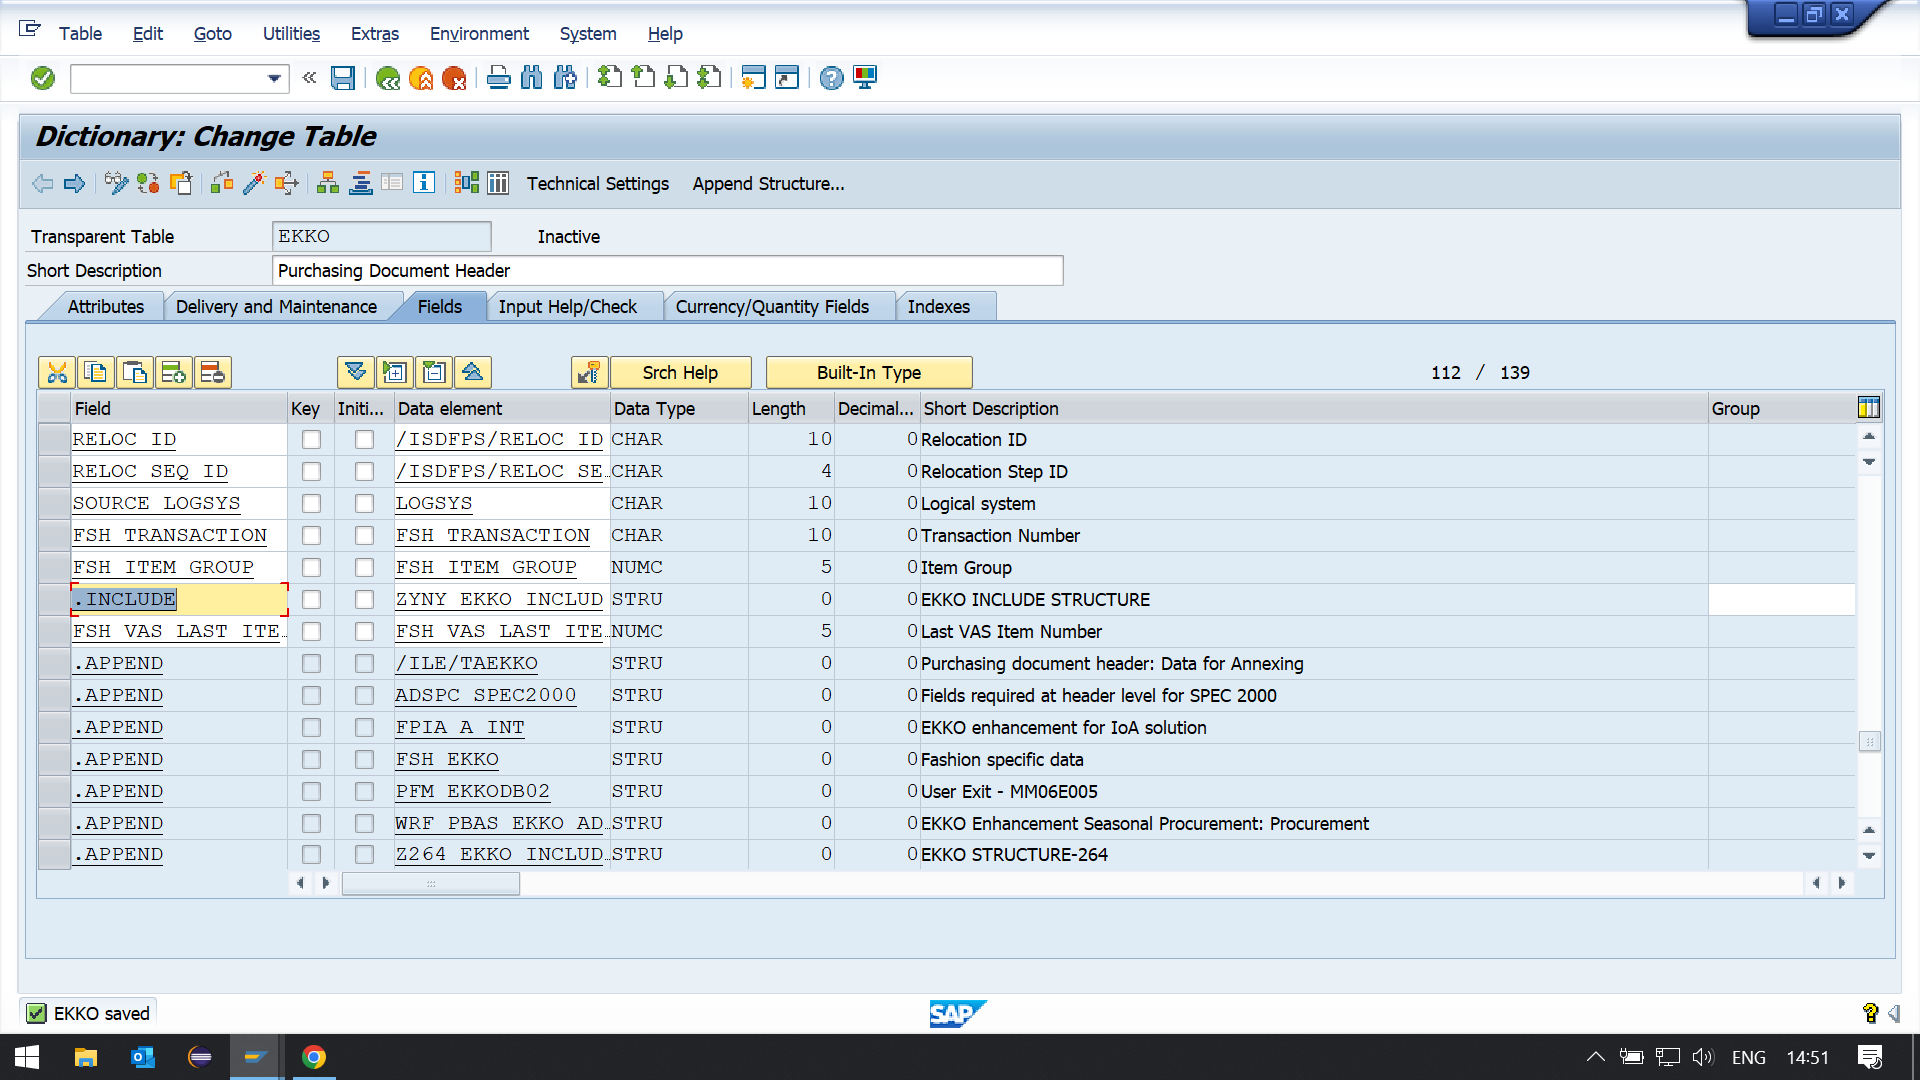 Table Edit Goto Utilities Extras Environment System Help
Dictionary: Change Table
Technical Settings Append Structure...
Transparent Table EKKO Inactive
Short Description Purchasing Document Header
Attributes Delivery and Maintenance Fields Input Help/Check Currency/Quantity Fields Indexes
Srch Help Built-In Type 112 / 139
Field Key Initi... Data element Data Type Length Decimal... Short Description Group
RELOC_ID /ISDFPS/RELOC_ID CHAR 10 0 Relocation ID
RELOC_SEQ_ID /ISDFPS/RELOC_SE… CHAR 4 0 Relocation Step ID
SOURCE_LOGSYS LOGSYS CHAR 10 0 Logical system
FSH_TRANSACTION FSH_TRANSACTION CHAR 10 0 Transaction Number
FSH_ITEM_GROUP FSH_ITEM_GROUP NUMC 5 0 Item Group
.INCLUDE ZYNY_EKKO_INCLUD STRU 0 0 EKKO INCLUDE STRUCTURE
FSH_VAS_LAST_ITE… FSH_VAS_LAST_ITE… NUMC 5 0 Last VAS Item Number
.APPEND /ILE/TAEKKO STRU 0 0 Purchasing document header: Data for Annexing
.APPEND ADSPC_SPEC2000 STRU 0 0 Fields required at header level for SPEC 2000
.APPEND FPIA_A_INT STRU 0 0 EKKO enhancement for IoA solution
.APPEND FSH_EKKO STRU 0 0 Fashion specific data
.APPEND PFM_EKKODB02 STRU 0 0 User Exit - MM06E005
.APPEND WRF_PBAS_EKKO_AD… STRU 0 0 EKKO Enhancement Seasonal Procurement: Procurement
.APPEND Z264_EKKO_INCLUD… STRU 0 0 EKKO STRUCTURE-264
EKKO saved SAP
ENG 14:51